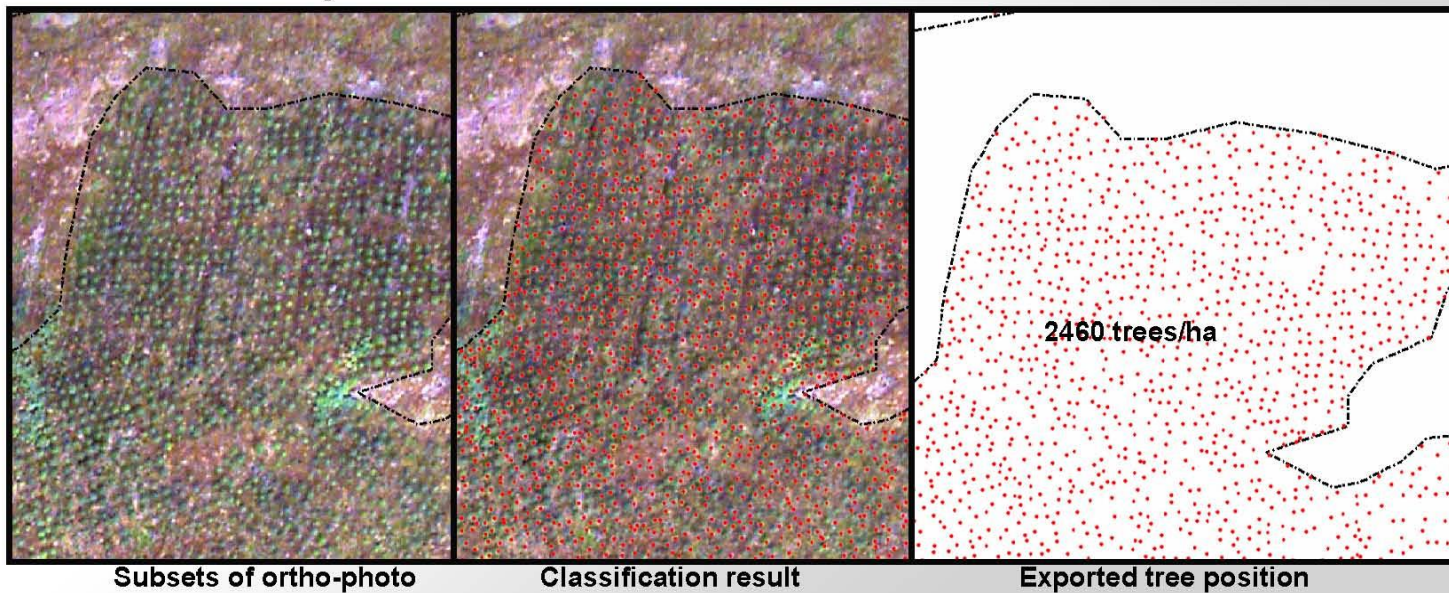 2460 trees/ha
Subsets of ortho-photo
Classification result
Exported tree position